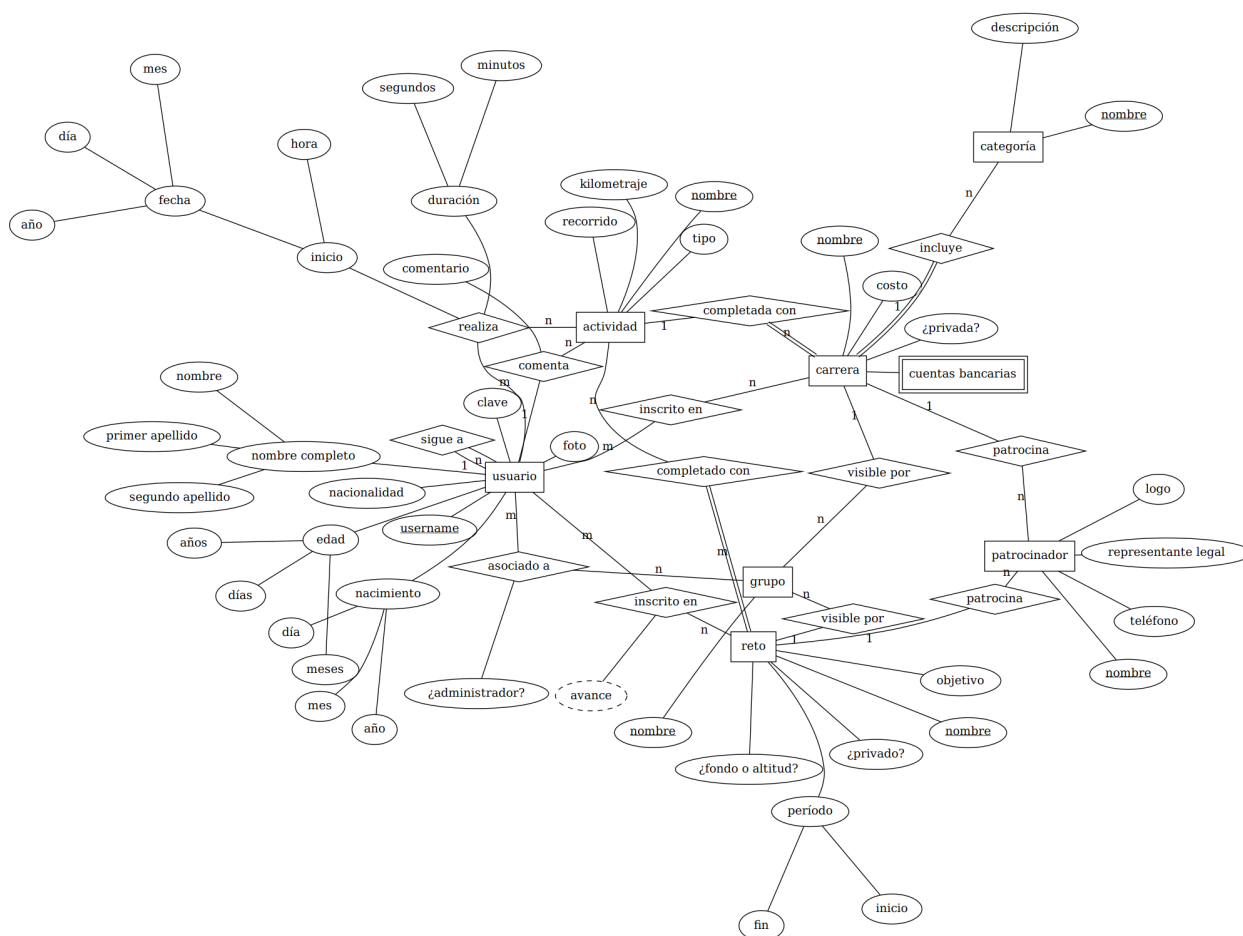 descripción
mes
segundos
minutos
nombre
día
hora
categoría
año
fecha
duración
kilometraje
nombre
recorrido
tipo
n
nombre
inicio
comentario
incluye
costo
realiza
n
actividad
completada con
1
1
n
¿privada?
comenta
n
carrera
cuentas bancarias
nombre
m
n
clave
n
inscrito en
1
1
1
primer apellido
nombre completo
sigue a
foto
m
patrocina
1
n
segundo apellido
nacionalidad
usuario
completado con
visible por
logo
n
username
m
n
años
edad
m
m
patrocinador
representante legal
días
nacimiento
asociado a
n
grupo
n
n
patrocina
día
inscrito en
n
visible por
teléfono
n
reto
1
1
meses
mes
¿administrador?
avance
objetivo
nombre
año
nombre
nombre
¿fondo o altitud?
¿privado?
período
fin
inicio